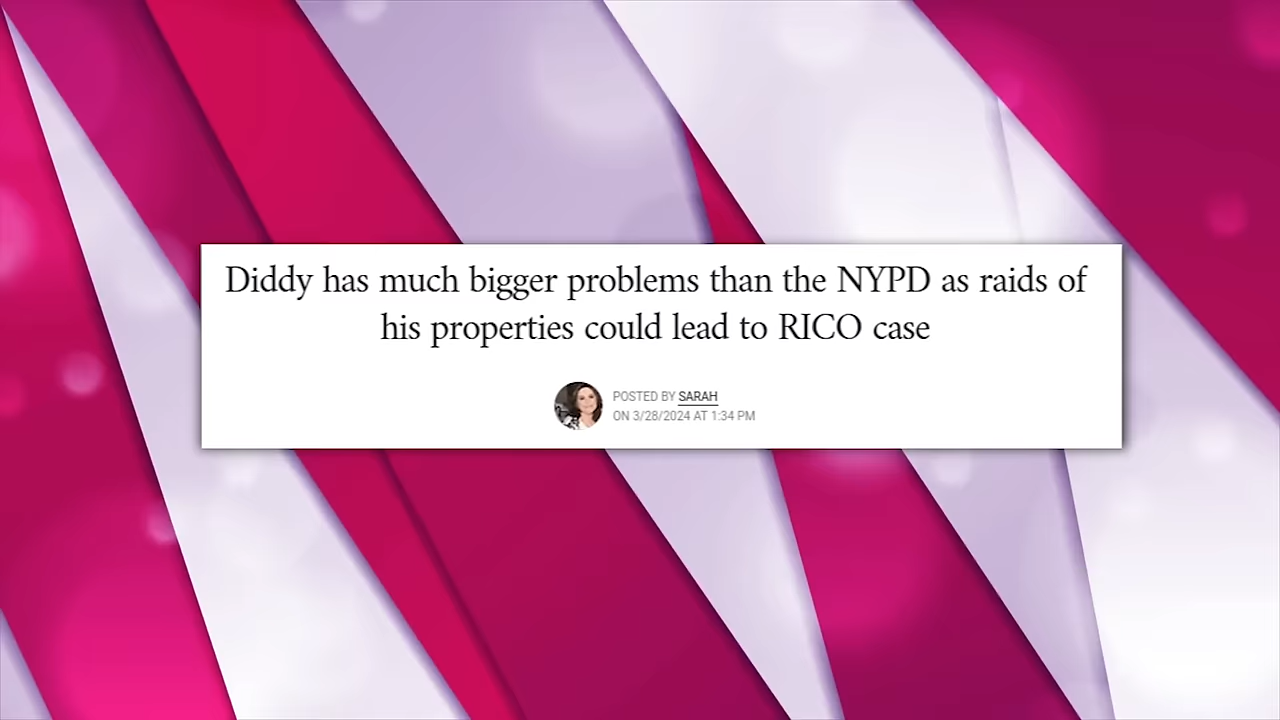 Diddy has much bigger problems than the NYPD as raids of
his properties could lead to RICO case
POSTED BY SARAH
ON 3/28/2024 AT 1:34 PM